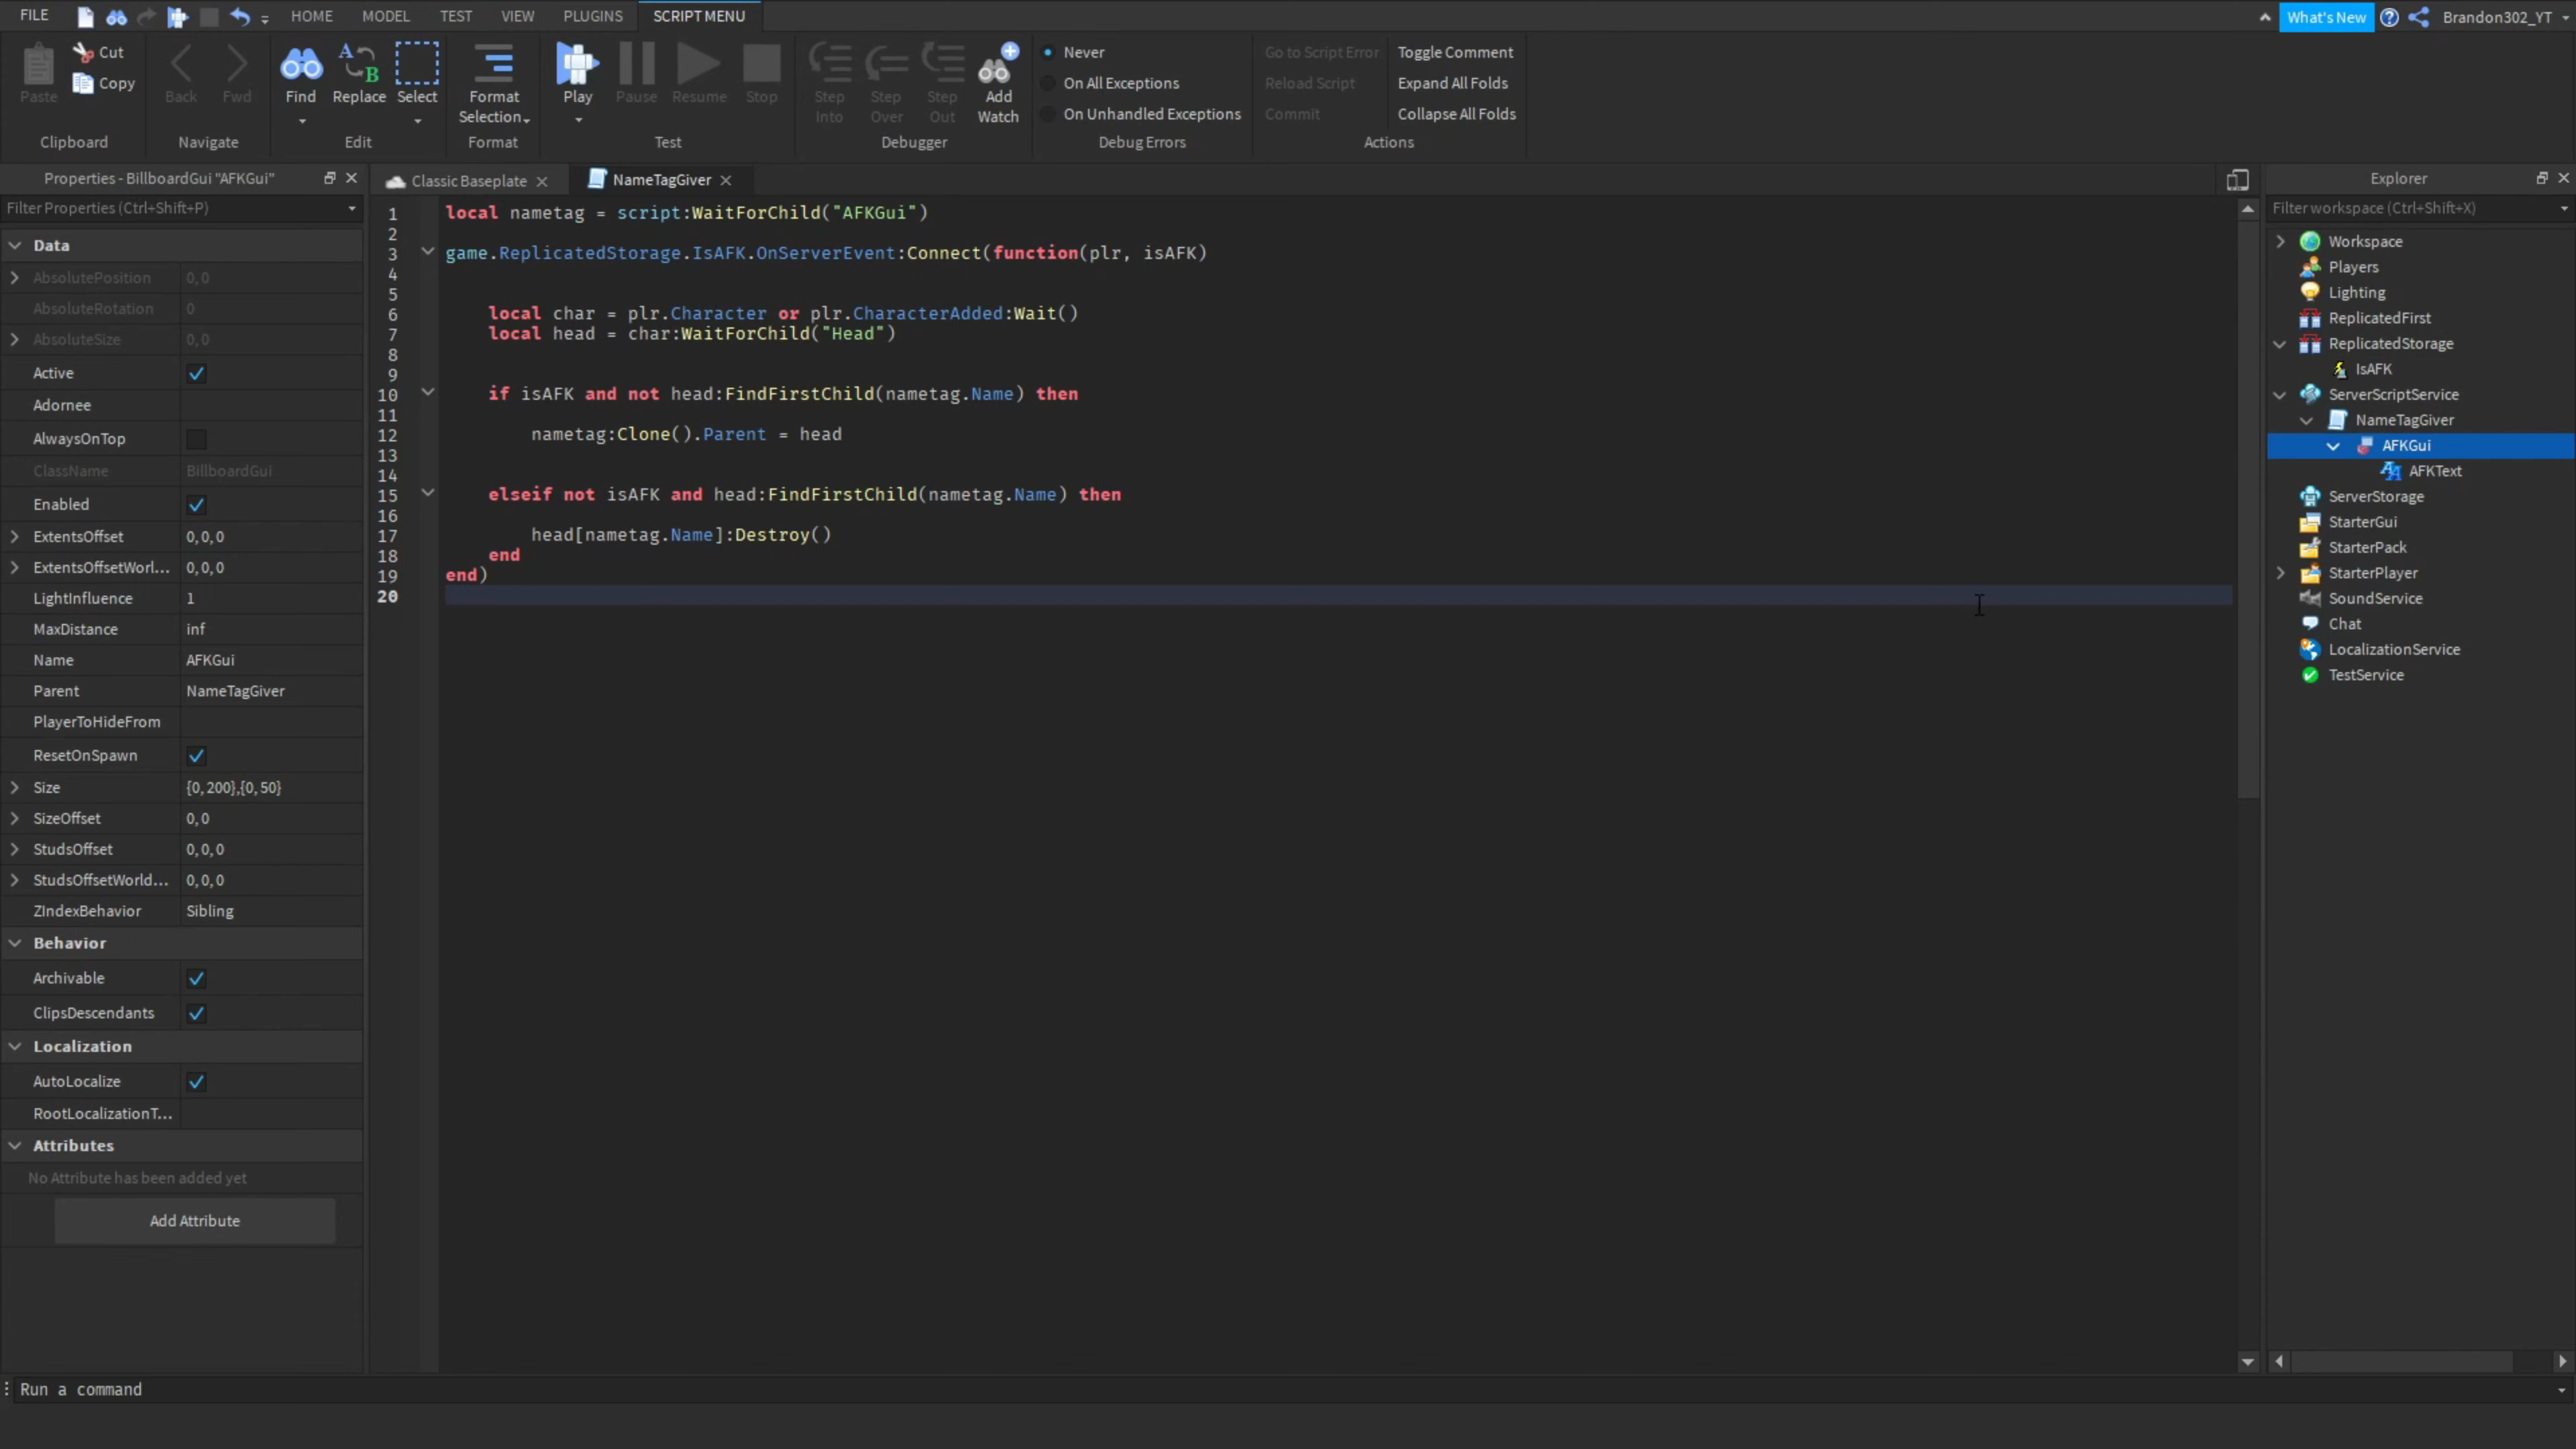 FILE HOME MODEL TEST VIEW PLUGINS SCRIPT MENU What's New Brandon302_YT
Paste Cut Copy Back Fwd Find Replace Select Format Selection Play Pause Resume Stop Step Into Step Over Step Out Add Watch Never On All Exceptions On Unhandled Exceptions Go to Script Error Reload Script Commit Toggle Comment Expand All Folds Collapse All Folds
Clipboard Navigate Edit Format Test Debugger Debug Errors Actions
Properties - BillboardGui "AFKGui"
Filter Properties (Ctrl+Shift+P)
Data
AbsolutePosition 0, 0
AbsoluteRotation 0
AbsoluteSize 0, 0
Active
Adornee
AlwaysOnTop
ClassName BillboardGui
Enabled
ExtentsOffset 0, 0, 0
ExtentsOffsetWorl... 0, 0, 0
LightInfluence 1
MaxDistance inf
Name AFKGui
Parent NameTagGiver
PlayerToHideFrom
ResetOnSpawn
Size {0, 200},{0, 50}
SizeOffset 0, 0
StudsOffset 0, 0, 0
StudsOffsetWorld... 0, 0, 0
ZIndexBehavior Sibling
Behavior
Archivable
ClipsDescendants
Localization
AutoLocalize
RootLocalizationT...
Attributes
No Attribute has been added yet
Add Attribute
Classic Baseplate NameTagGiver
1 local nametag = script:WaitForChild("AFKGui")
2
3 game.ReplicatedStorage.IsAFK.OnServerEvent:Connect(function(plr, isAFK)
4
5
6 local char = plr.Character or plr.CharacterAdded:Wait()
7 local head = char:WaitForChild("Head")
8
9
10 if isAFK and not head:FindFirstChild(nametag.Name) then
11
12 nametag:Clone().Parent = head
13
14
15 elseif not isAFK and head:FindFirstChild(nametag.Name) then
16
17 head[nametag.Name]:Destroy()
18 end
19 end)
20
Explorer
Filter workspace (Ctrl+Shift+X)
Workspace
Players
Lighting
ReplicatedFirst
ReplicatedStorage
IsAFK
ServerScriptService
NameTagGiver
AFKGui
AFKText
ServerStorage
StarterGui
StarterPack
StarterPlayer
SoundService
Chat
LocalizationService
TestService
Run a command